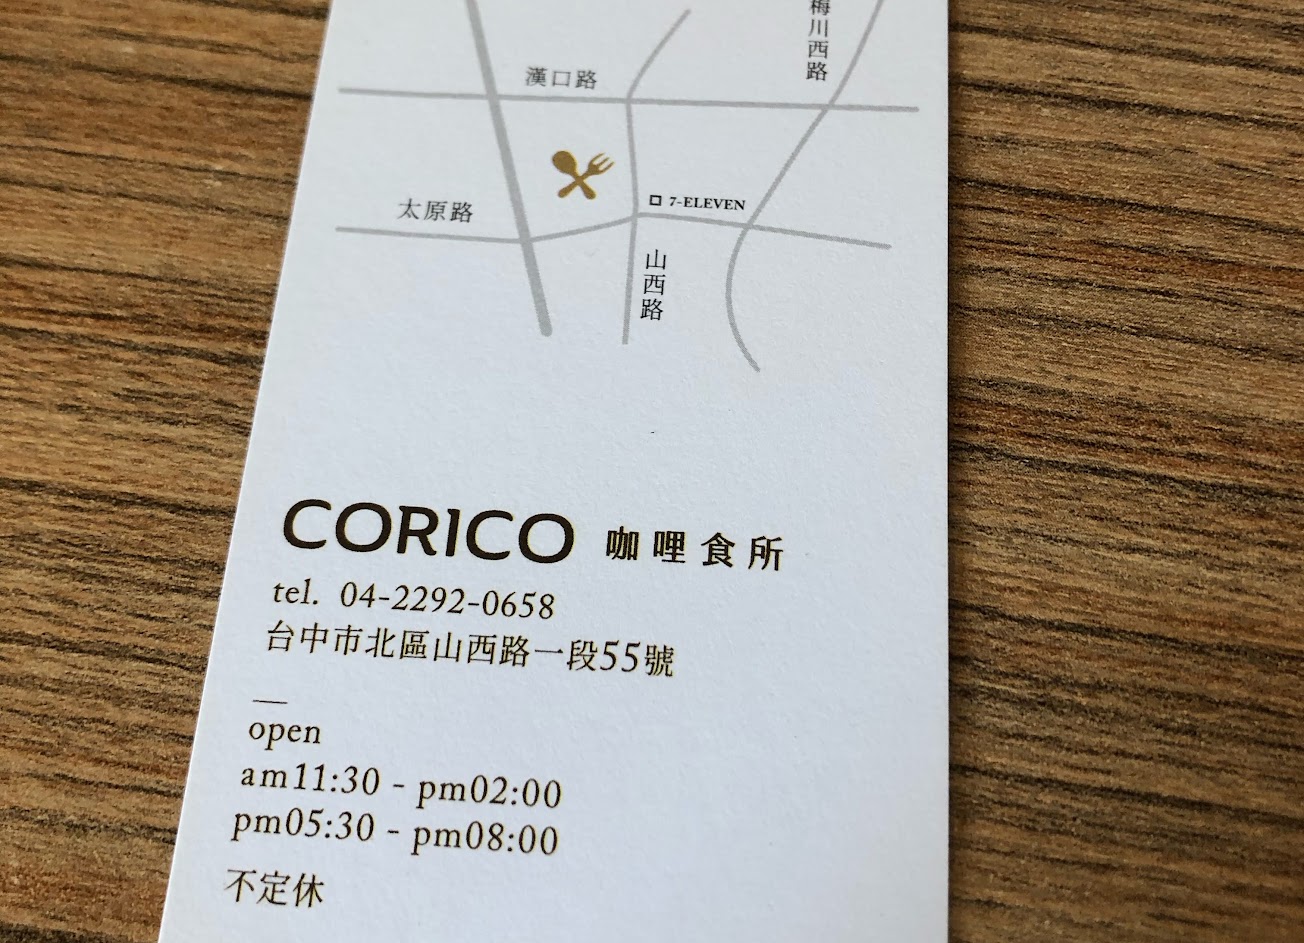 梅川西路
漢口路
太原路
7-ELEVEN
山西路
CORICO 咖哩食所
tel. 04-2292-0658
台中市北區山西路一段55號
open
am11:30 - pm02:00
pm05:30 - pm08:00
不定休